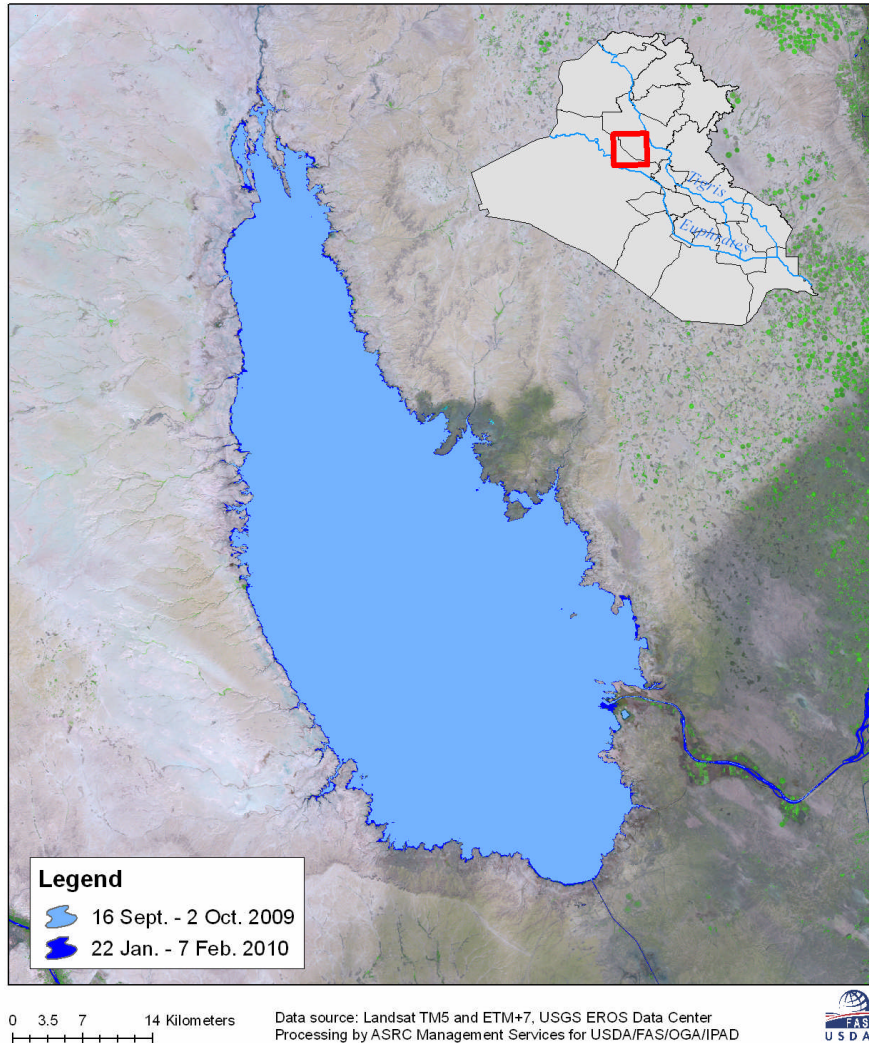 Tigris
Euphrates
Legend
16 Sept. - 2 Oct. 2009
22 Jan. - 7 Feb. 2010
0 3.5 7 14 Kilometers
Data source: Landsat TM5 and ETM+7, USGS EROS Data Center
Processing by ASRC Management Services for USDA/FAS/OGA/IPAD
FAS
USDA